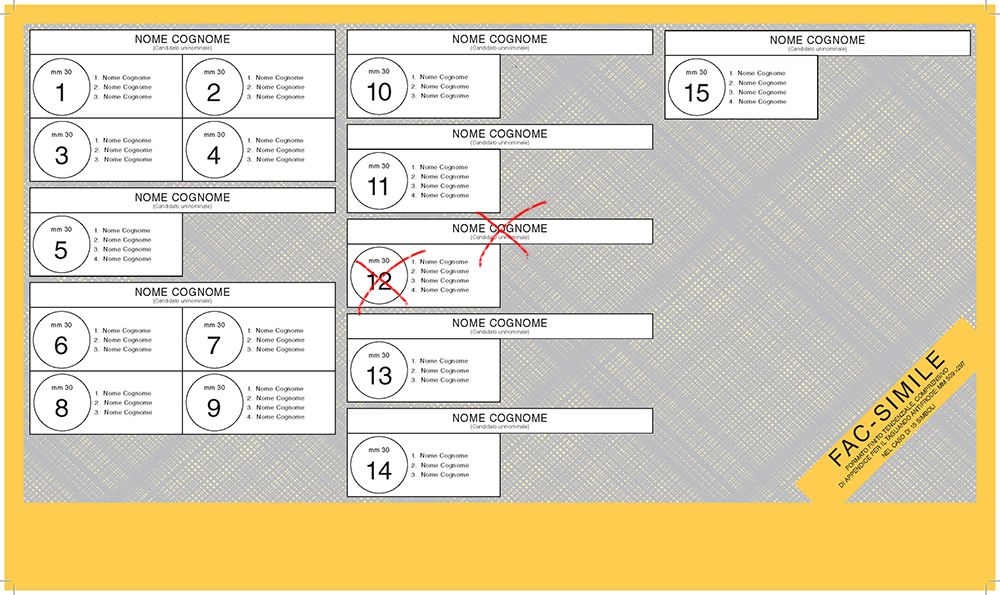 NOME COGNOME
(Candidato uninominale)
mm 30
1
1. Nome Cognome
2. Nome Cognome
3. Nome Cognome
mm 30
2
1. Nome Cognome
2. Nome Cognome
3. Nome Cognome
mm 30
3
1. Nome Cognome
2. Nome Cognome
3. Nome Cognome
mm 30
4
1. Nome Cognome
2. Nome Cognome
3. Nome Cognome
NOME COGNOME
(Candidato uninominale)
mm 30
5
1. Nome Cognome
2. Nome Cognome
3. Nome Cognome
4. Nome Cognome
NOME COGNOME
(Candidato uninominale)
mm 30
6
1. Nome Cognome
2. Nome Cognome
3. Nome Cognome
mm 30
7
1. Nome Cognome
2. Nome Cognome
3. Nome Cognome
mm 30
8
1. Nome Cognome
2. Nome Cognome
3. Nome Cognome
mm 30
9
1. Nome Cognome
2. Nome Cognome
3. Nome Cognome
4. Nome Cognome
NOME COGNOME
(Candidato uninominale)
mm 30
10
1. Nome Cognome
2. Nome Cognome
3. Nome Cognome
NOME COGNOME
(Candidato uninominale)
mm 30
11
1. Nome Cognome
2. Nome Cognome
3. Nome Cognome
4. Nome Cognome
NOME COGNOME
(Candidato uninominale)
mm 30
12
1. Nome Cognome
2. Nome Cognome
3. Nome Cognome
4. Nome Cognome
NOME COGNOME
(Candidato uninominale)
mm 30
13
1. Nome Cognome
2. Nome Cognome
3. Nome Cognome
NOME COGNOME
(Candidato uninominale)
mm 30
14
1. Nome Cognome
2. Nome Cognome
3. Nome Cognome
NOME COGNOME
(Candidato uninominale)
mm 30
15
1. Nome Cognome
2. Nome Cognome
3. Nome Cognome
4. Nome Cognome
FAC-SIMILE
FORMATO FINITO TENDENZIALE, COMPRENSIVO
DI APPENDICE PER IL TAGLIANDO ANTIFRODE: MM 509 x297
NEL CASO DI 15 SIMBOLI